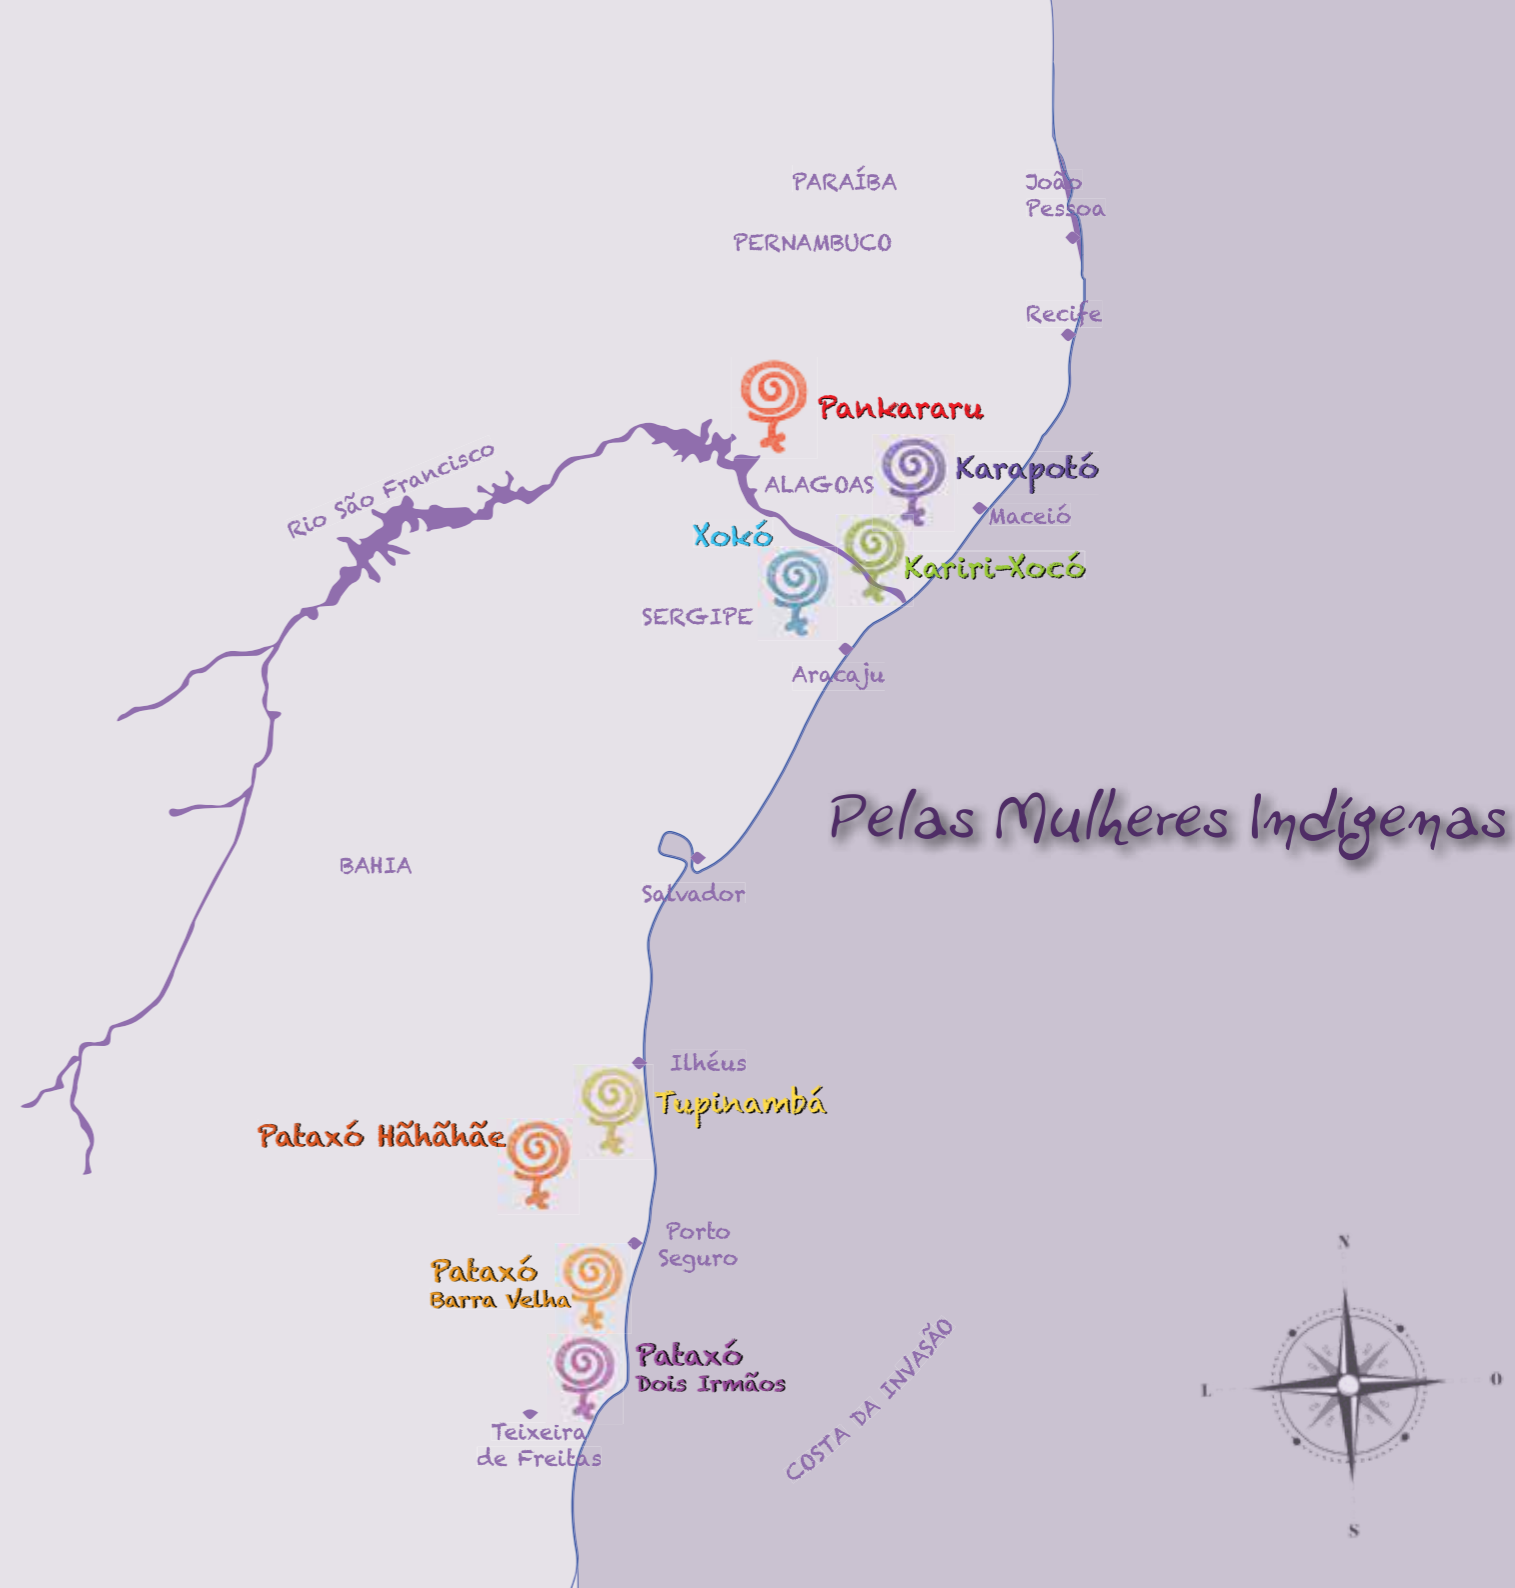 PARAÍBA
João
Pessoa
PERNAMBUCO
Recife
Pankararu
Rio São Francisco
Karapotó
ALAGOAS
Maceió
Xokó
Kariri-Xocó
SERGIPE
Aracaju
Pelas Mulheres Indígenas
BAHIA
Salvador
Ilhéus
Tupinambá
Pataxó Hãhãhãe
Porto
Seguro
Pataxó
Barra Velha
Pataxó
Dois Irmãos
Teixeira
de Freitas
COSTA DA INVASÃO
N
L
O
S